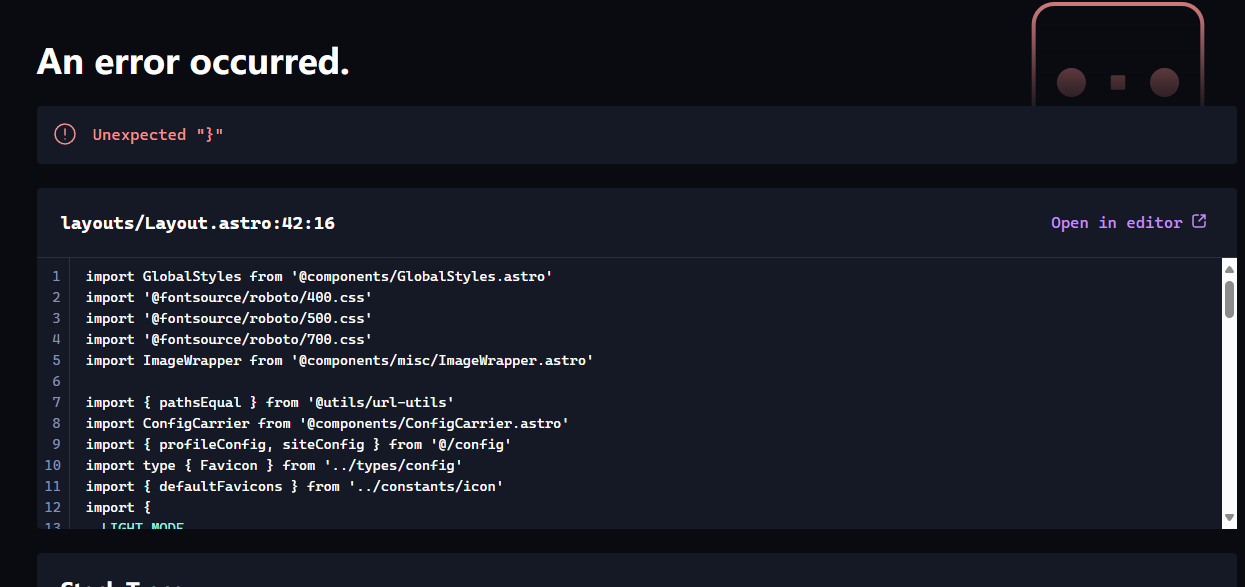 An error occurred.
Unexpected "}"
layouts/Layout.astro:42:16
Open in editor
1 import GlobalStyles from '@components/GlobalStyles.astro'
2 import '@fontsource/roboto/400.css'
3 import '@fontsource/roboto/500.css'
4 import '@fontsource/roboto/700.css'
5 import ImageWrapper from '@components/misc/ImageWrapper.astro'
6
7 import { pathsEqual } from '@utils/url-utils'
8 import ConfigCarrier from '@components/ConfigCarrier.astro'
9 import { profileConfig, siteConfig } from '@/config'
10 import type { Favicon } from '../types/config'
11 import { defaultFavicons } from '../constants/icon'
12 import {
13 LIGHT_MODE